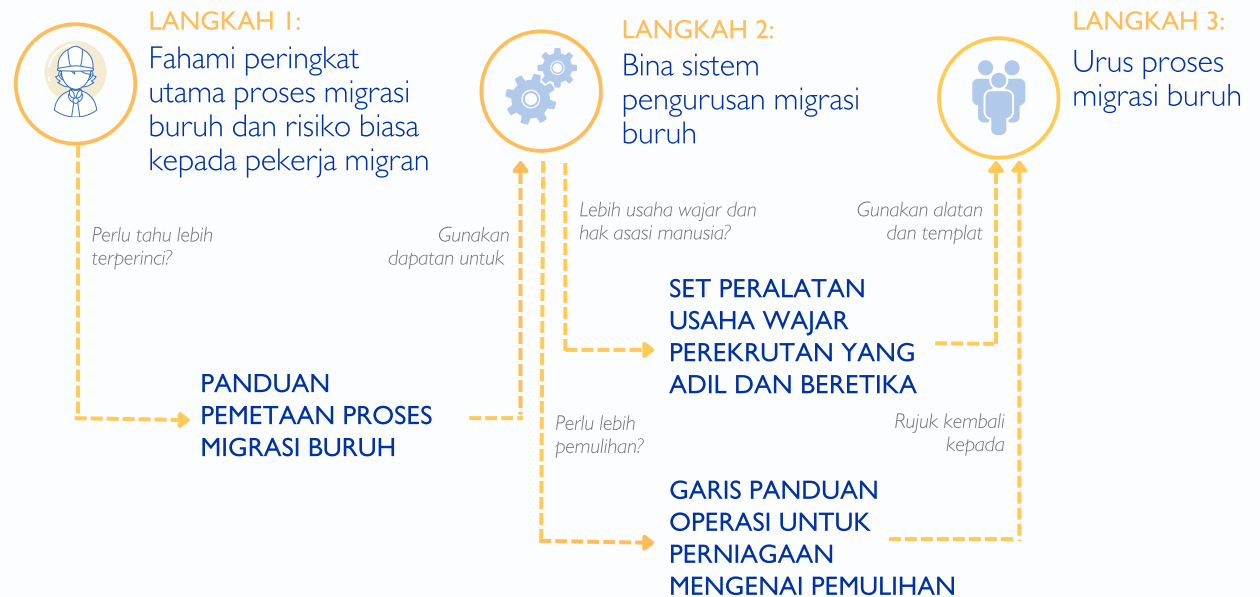 LANGKAH 1:
Fahami peringkat
utama proses migrasi
buruh dan risiko biasa
kepada pekerja migran
LANGKAH 2:
Bina sistem
pengurusan migrasi
buruh
LANGKAH 3:
Urus proses
migrasi buruh
Perlu tahu lebih
terperinci?
Gunakan
dapatan untuk
Lebih usaha wajar dan
hak asasi manusia?
Gunakan alatan
dan templat
PANDUAN
PEMETAAN PROSES
MIGRASI BURUH
SET PERALATAN
USAHA WAJAR
PEREKRUTAN YANG
ADIL DAN BERETIKA
Perlu lebih
pemulihan?
Rujuk kembali
kepada
GARIS PANDUAN
OPERASI UNTUK
PERNIAGAAN
MENGENAI PEMULIHAN